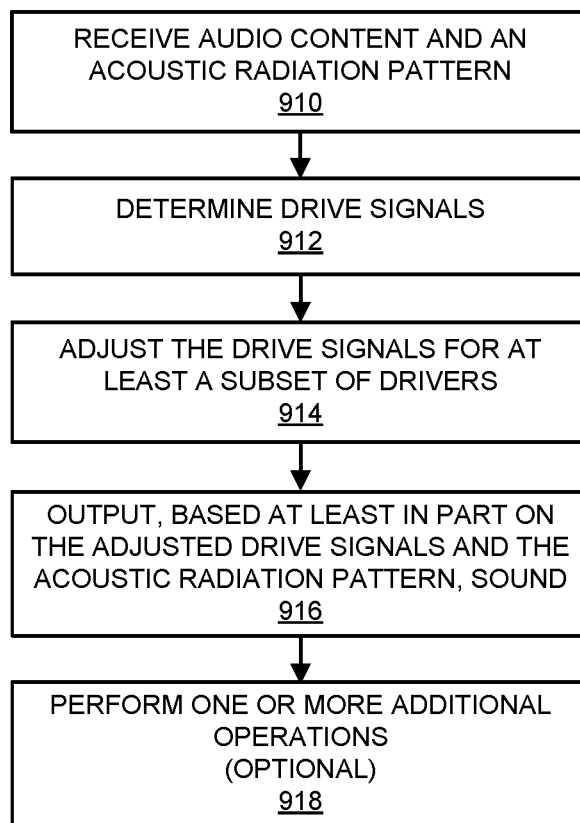 RECEIVE AUDIO CONTENT AND AN
ACOUSTIC RADIATION PATTERN
910
DETERMINE DRIVE SIGNALS
912
ADJUST THE DRIVE SIGNALS FOR AT
LEAST A SUBSET OF DRIVERS
914
OUTPUT, BASED AT LEAST IN PART ON
THE ADJUSTED DRIVE SIGNALS AND THE
ACOUSTIC RADIATION PATTERN, SOUND
916
PERFORM ONE OR MORE ADDITIONAL
OPERATIONS
(OPTIONAL)
918